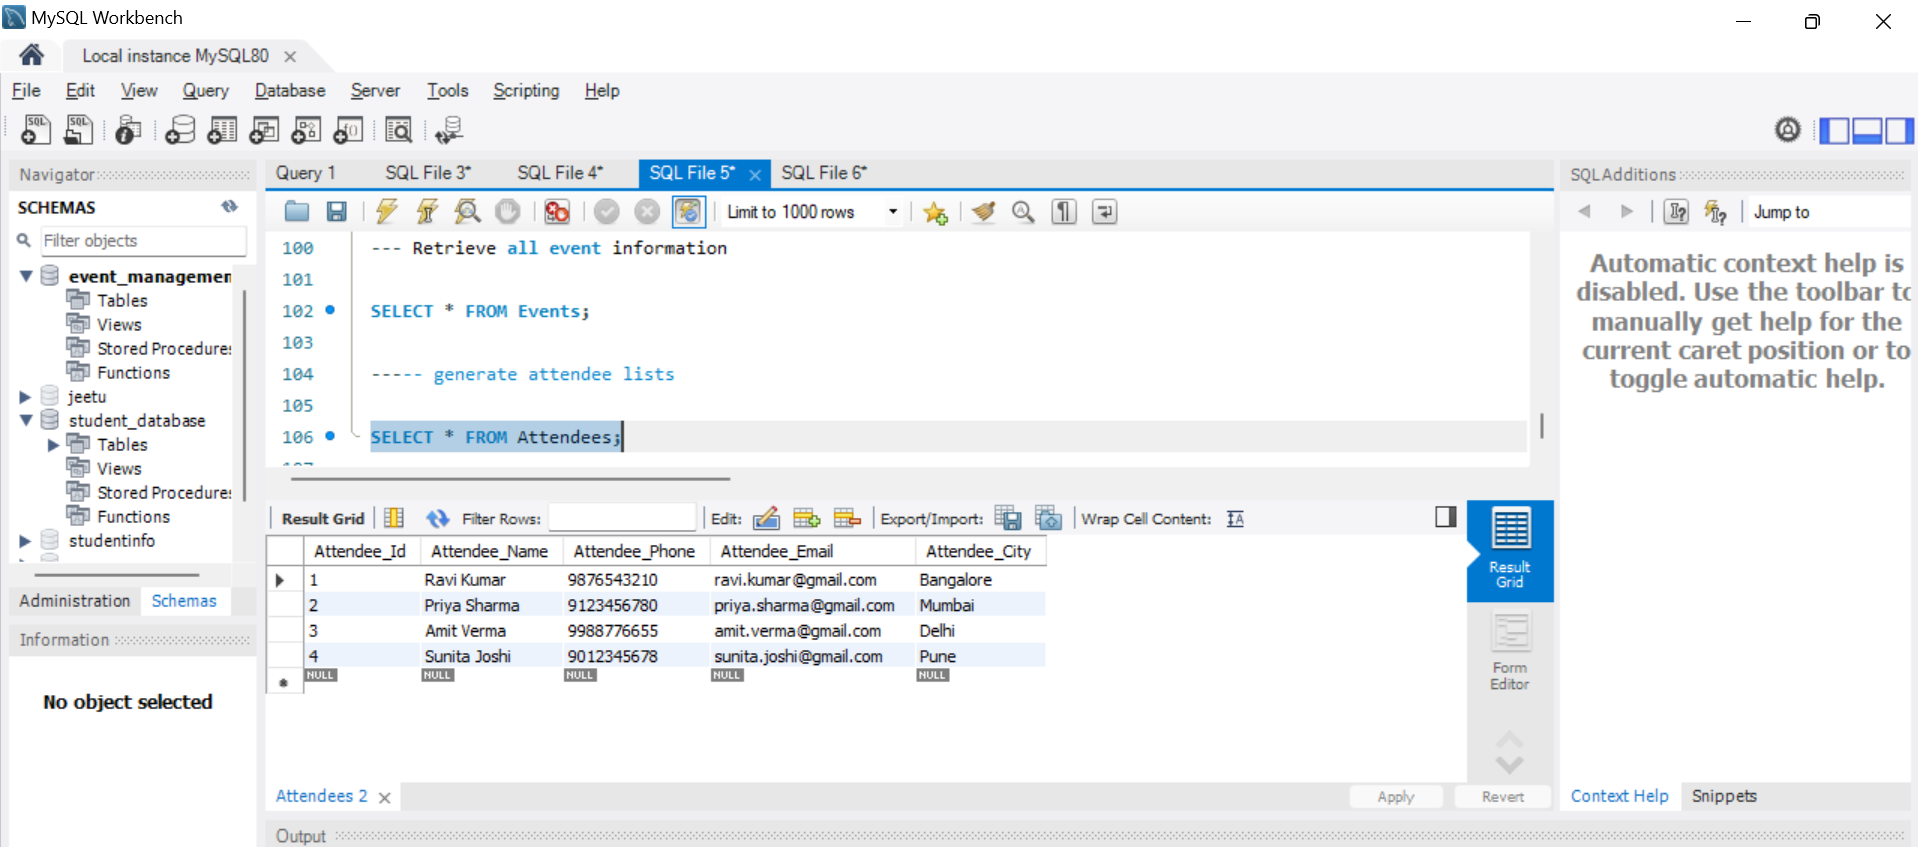 MySQL Workbench
Local instance MySQL80
File Edit View Query Database Server Tools Scripting Help
Navigator
SCHEMAS
Filter objects
event_managemen
Tables
Views
Stored Procedures
Functions
jeetu
student_database
Tables
Views
Stored Procedures
Functions
studentinfo
Administration Schemas
Information
No object selected
Query 1 SQL File 3* SQL File 4* SQL File 5* SQL File 6*
Limit to 1000 rows
100 --- Retrieve all event information
101
102 SELECT * FROM Events;
103
104 ----- generate attendee lists
105
106 SELECT * FROM Attendees;
Result Grid Filter Rows: Edit: Export/Import: Wrap Cell Content:
Attendee_Id Attendee_Name Attendee_Phone Attendee_Email Attendee_City
1 Ravi Kumar 9876543210 ravi.kumar@gmail.com Bangalore
2 Priya Sharma 9123456780 priya.sharma@gmail.com Mumbai
3 Amit Verma 9988776655 amit.verma@gmail.com Delhi
4 Sunita Joshi 9012345678 sunita.joshi@gmail.com Pune
NULL NULL NULL NULL NULL
Result Grid
Form Editor
Attendees 2
Apply Revert
Output
SQLAdditions
Jump to
Automatic context help is
disabled. Use the toolbar to
manually get help for the
current caret position or to
toggle automatic help.
Context Help Snippets